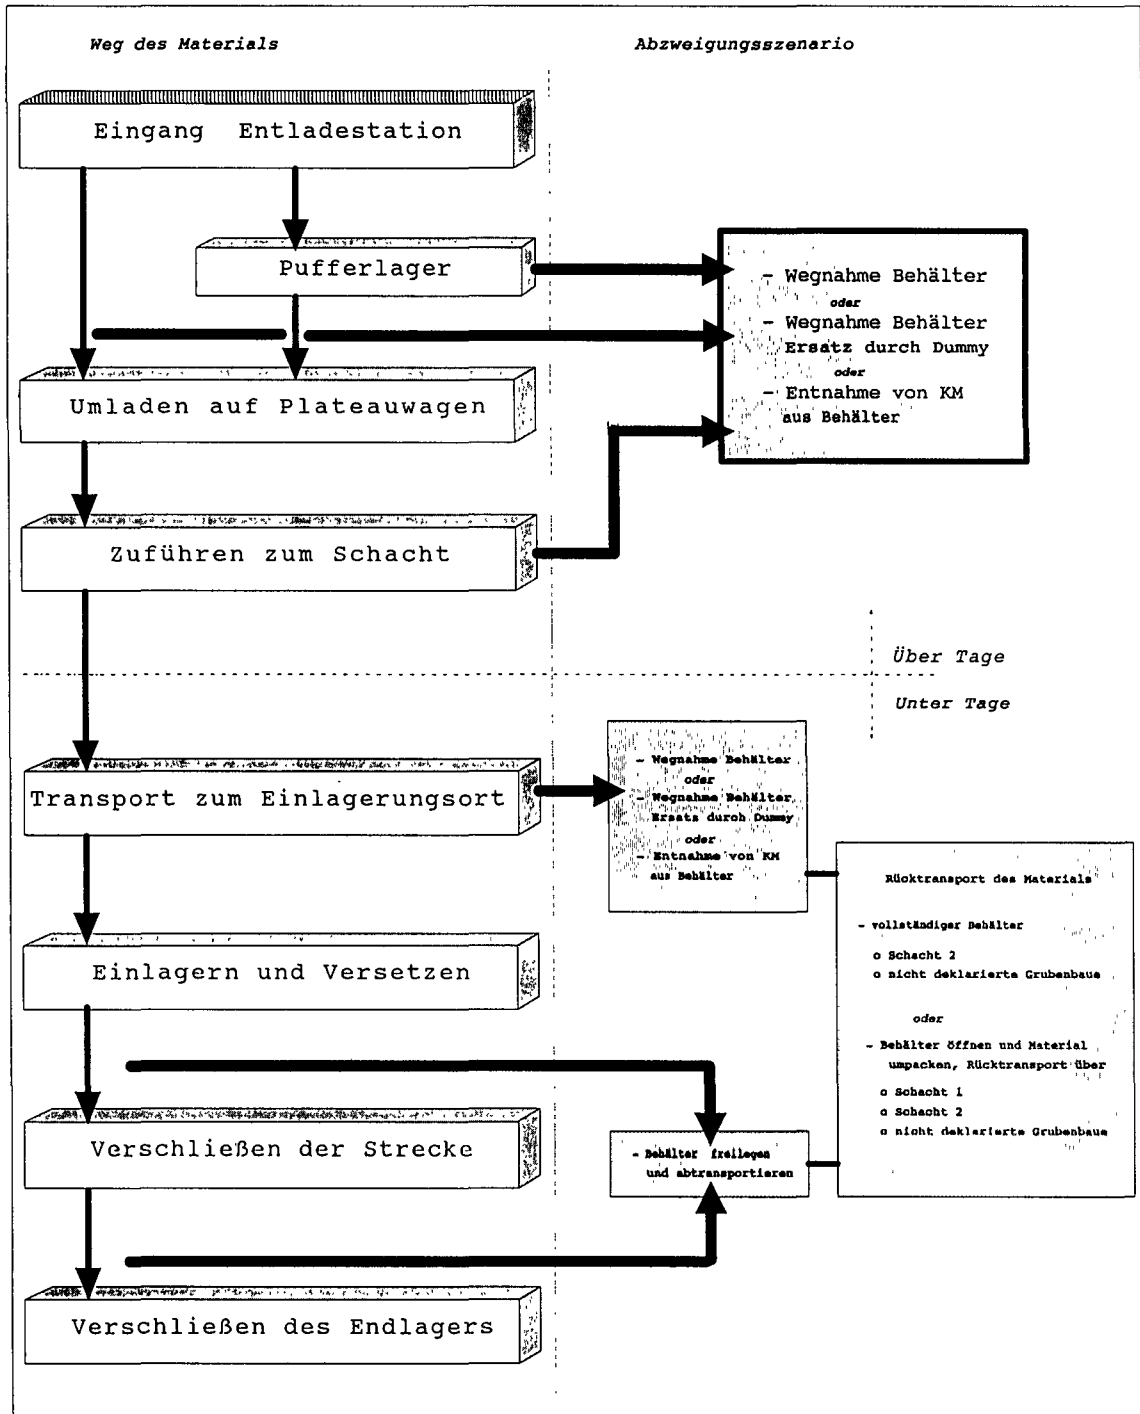 Weg des Materials
Abzweigungsszenario
Eingang Entladestation
Pufferlager
- Wegnahme Behälter
oder
- Wegnahme Behälter
Ersatz durch Dummy
oder
- Entnahme von KM
aus Behälter
Umladen auf Plateauwagen
Zuführen zum Schacht
Über Tage
Unter Tage
Transport zum Einlagerungsort
- Wegnahme Behälter
oder
- Wegnahme Behälter
Ersatz durch Dummy
oder
- Entnahme von KM
aus Behälter
Rücktransport des Materials
- vollständiger Behälter
o Schacht 2
o nicht deklarierte Grubenbaue
oder
- Behälter öffnen und Material
umpacken, Rücktransport über
o Schacht 1
o Schacht 2
o nicht deklarierte Grubenbaue
Einlagern und Versetzen
Verschließen der Strecke
- Behälter freilegen
und abtransportieren
Verschließen des Endlagers